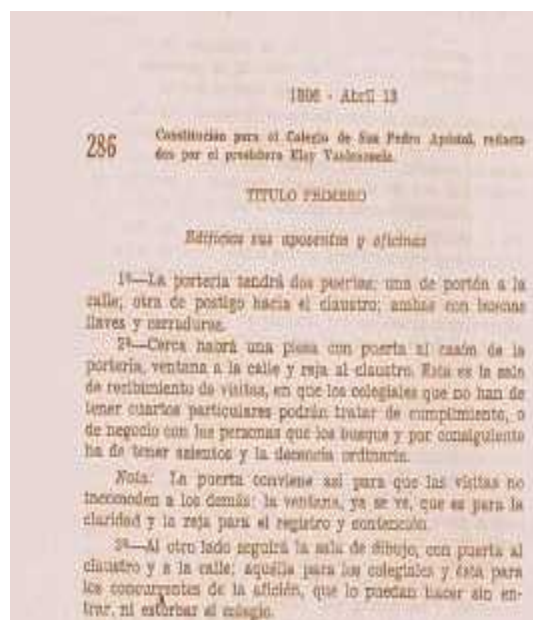 1806 - Abril 13
286
Constitución para el Colegio de San Pedro Apóstol, redacta-
das por el presbítero Eloy Valenzuela.
TITULO PRIMERO
Edificios sus aposentos y oficinas
1º—La portería tendrá dos puertas: una de portón a la
calle; otra de postigo hacia el claustro; ambas con buenas
llaves y cerraduras.
2º—Cerca habrá una pieza con puerta al cañón de la
portería, ventana a la calle y reja al claustro. Esta es la sala
de recibimiento de visitas, en que los colegiales que no han de
tener cuartos particulares podrán tratar de cumplimiento, o
de negocio con las personas que los busque y por consiguiente
ha de tener asientos y la decencia ordinaria.
Nota: La puerta conviene así para que las visitas no
incomoden a los demás: la ventana, ya se ve, que es para la
claridad y la reja para el registro y contención.
3º—Al otro lado seguirá la sala de dibujo, con puerta al
claustro y a la calle; aquélla para los colegiales y ésta para
los concurrentes de la afición, que lo puedan hacer sin en-
trar, ni estorbar al colegio.